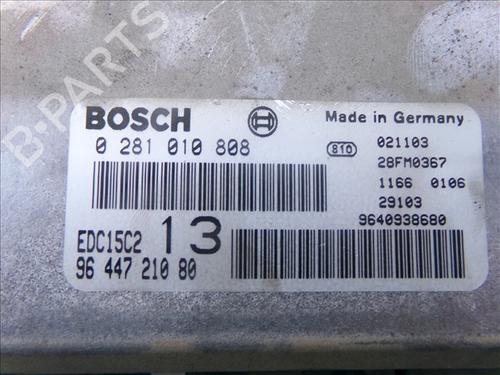 B-PARTS
BOSCH
Made in Germany
0 281 010 808
810
021103
28FM0367
1166 0106
29103
EDC15C2 13
9640938680
96 447 210 80